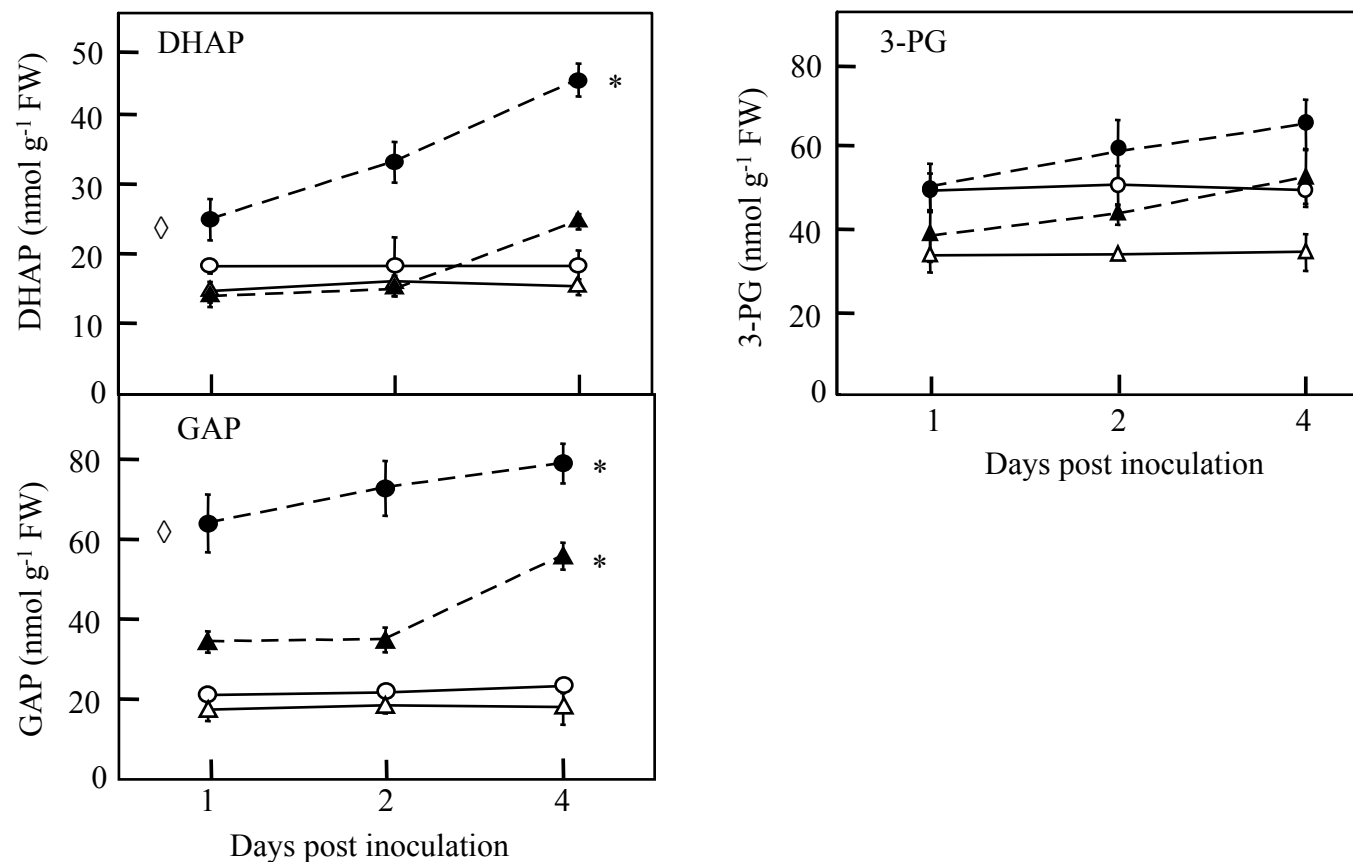 DHAP
DHAP (nmol g-1 FW)
50
40
30
20
10
0
*
GAP
GAP (nmol g-1 FW)
80
60
40
20
0
*
*
1 2 4
Days post inoculation
3-PG
3-PG (nmol g-1 FW)
80
60
40
20
0
1 2 4
Days post inoculation